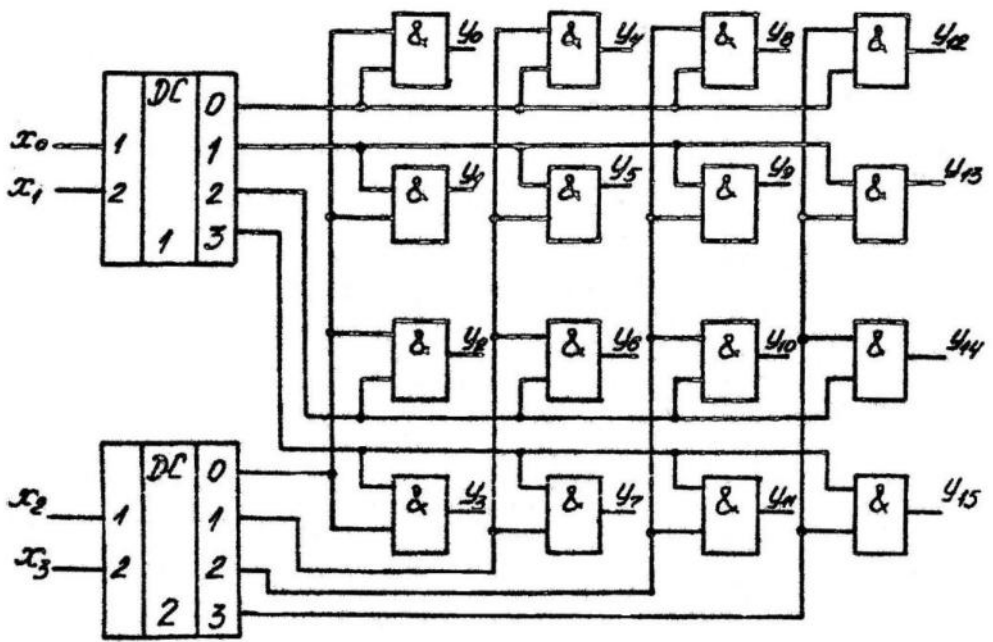 & y0 & y4 & y8 & y12
DC 0
x0 1 1 & y1 & y5 & y9 & y13
x1 2 2
1 3
& y2 & y6 & y10 & y14
DC 0
x2 1 1 & y3 & y7 & y11 & y15
x3 2 2
2 3